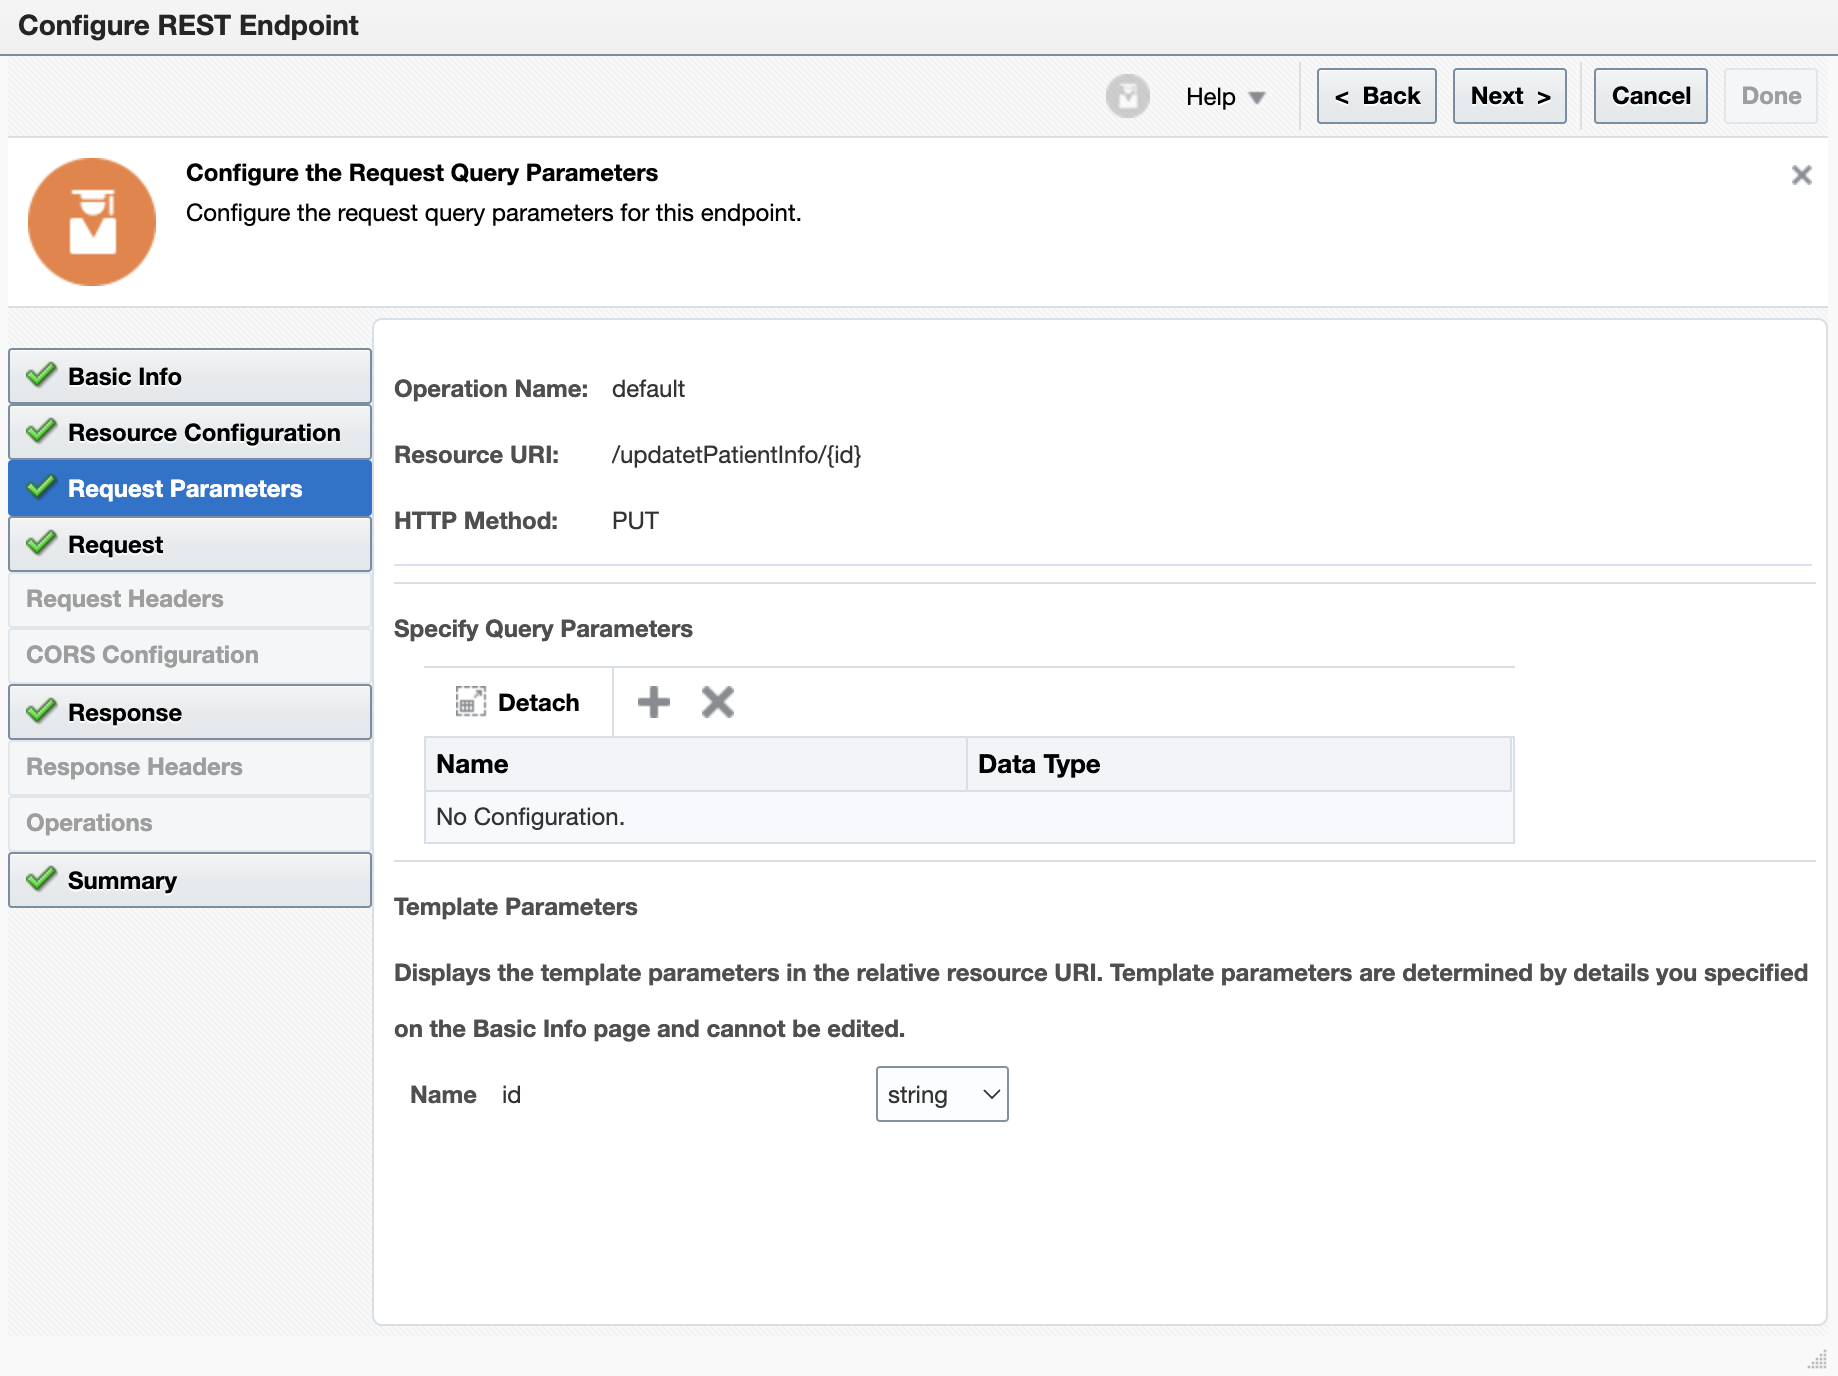 Configure REST Endpoint
Help
< Back
Next >
Cancel
Done
Configure the Request Query Parameters
Configure the request query parameters for this endpoint.
Basic Info
Resource Configuration
Request Parameters
Request
Request Headers
CORS Configuration
Response
Response Headers
Operations
Summary
Operation Name: default
Resource URI: /updatetPatientInfo/{id}
HTTP Method: PUT
Specify Query Parameters
Detach
Name Data Type
No Configuration.
Template Parameters
Displays the template parameters in the relative resource URI. Template parameters are determined by details you specified
on the Basic Info page and cannot be edited.
Name id string